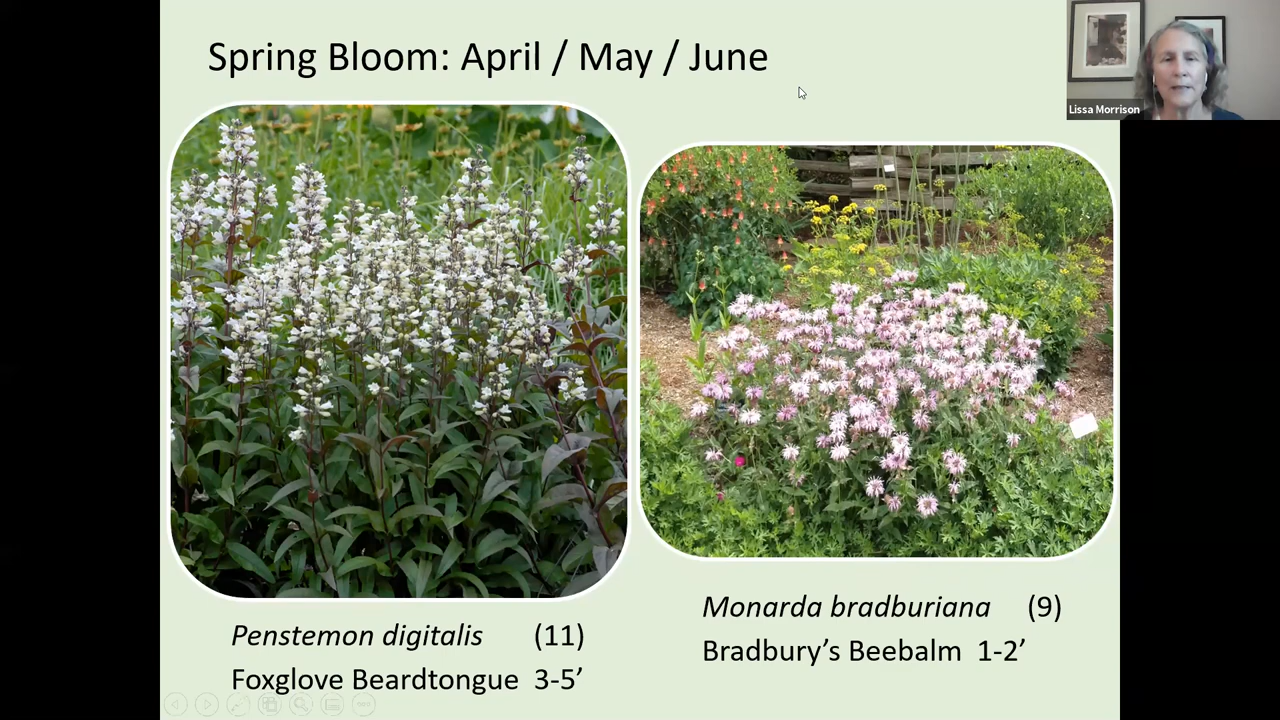 Spring Bloom: April / May / June
Lissa Morrison
Penstemon digitalis (11)
Foxglove Beardtongue 3-5’
Monarda bradburiana (9)
Bradbury’s Beebalm 1-2’